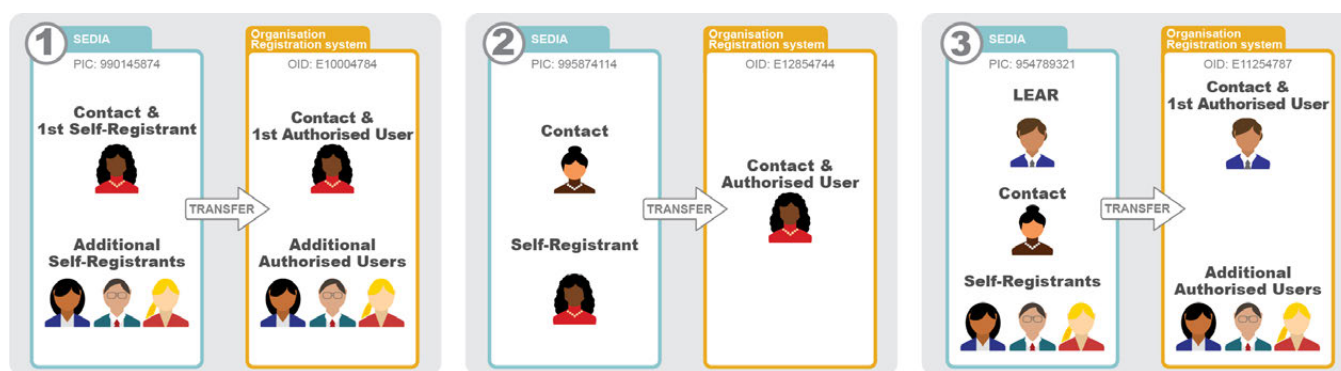 1
SEDIA
PIC: 990145874
Contact &
1st Self-Registrant
Additional
Self-Registrants
TRANSFER
Organisation
Registration system
OID: E10004784
Contact &
1st Authorised User
Additional
Authorised Users
2
SEDIA
PIC: 995874114
Contact
Self-Registrant
TRANSFER
Organisation
Registration system
OID: E12854744
Contact &
Authorised User
3
SEDIA
PIC: 954789321
LEAR
Contact
Self-Registrants
TRANSFER
Organisation
Registration system
OID: E11254787
Contact &
1st Authorised User
Additional
Authorised Users